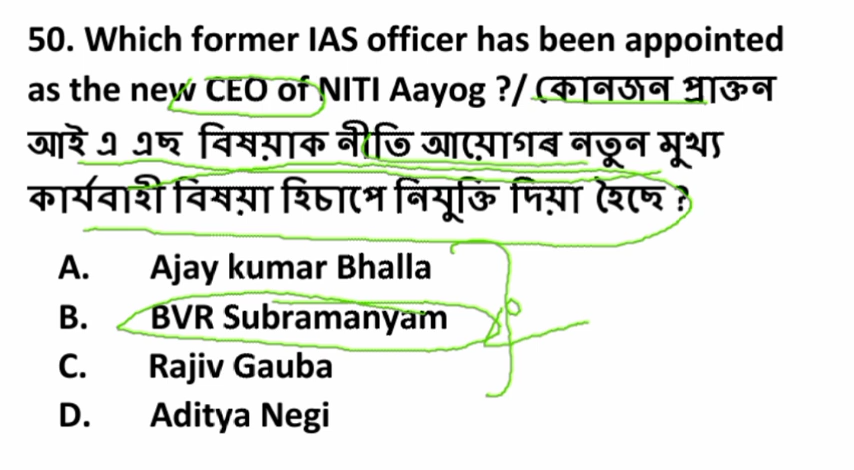 50. Which former IAS officer has been appointed
as the new CEO of NITI Aayog ?/ কোনজন প্ৰাক্তন
আই এ এছ বিষয়াক নীতি আয়োগৰ নতুন মুখ্য
কাৰ্যবাহী বিষয়া হিচাপে নিযুক্তি দিয়া হৈছে ?
A. Ajay kumar Bhalla
B. BVR Subramanyam
C. Rajiv Gauba
D. Aditya Negi